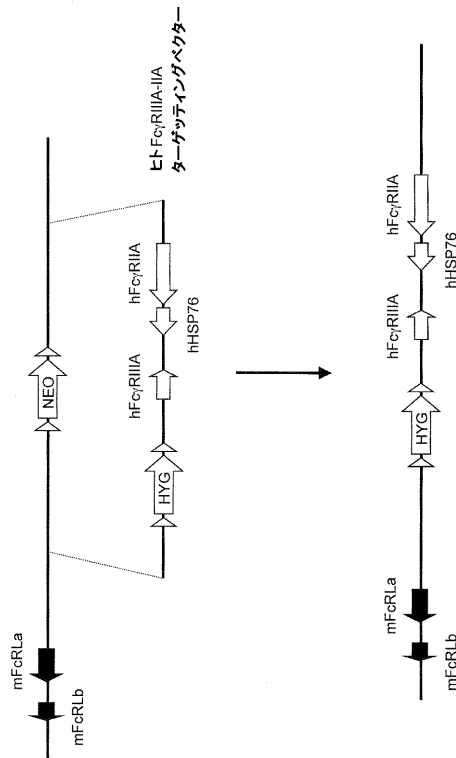 mFcRLa
mFcRLb
NEO
ヒトFcγRIIIA-IIA
ターゲッティングベクター
HYG
hFcγRIIIA
hHSP76
hFcγRIIA
mFcRLa
mFcRLb
HYG
hFcγRIIIA
hHSP76
hFcγRIIA